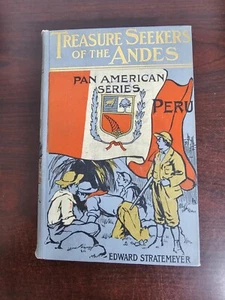 TREASURE SEEKERS
OF THE ANDES
PAN AMERICAN
SERIES
PERU
EDWARD STRATEMEYER